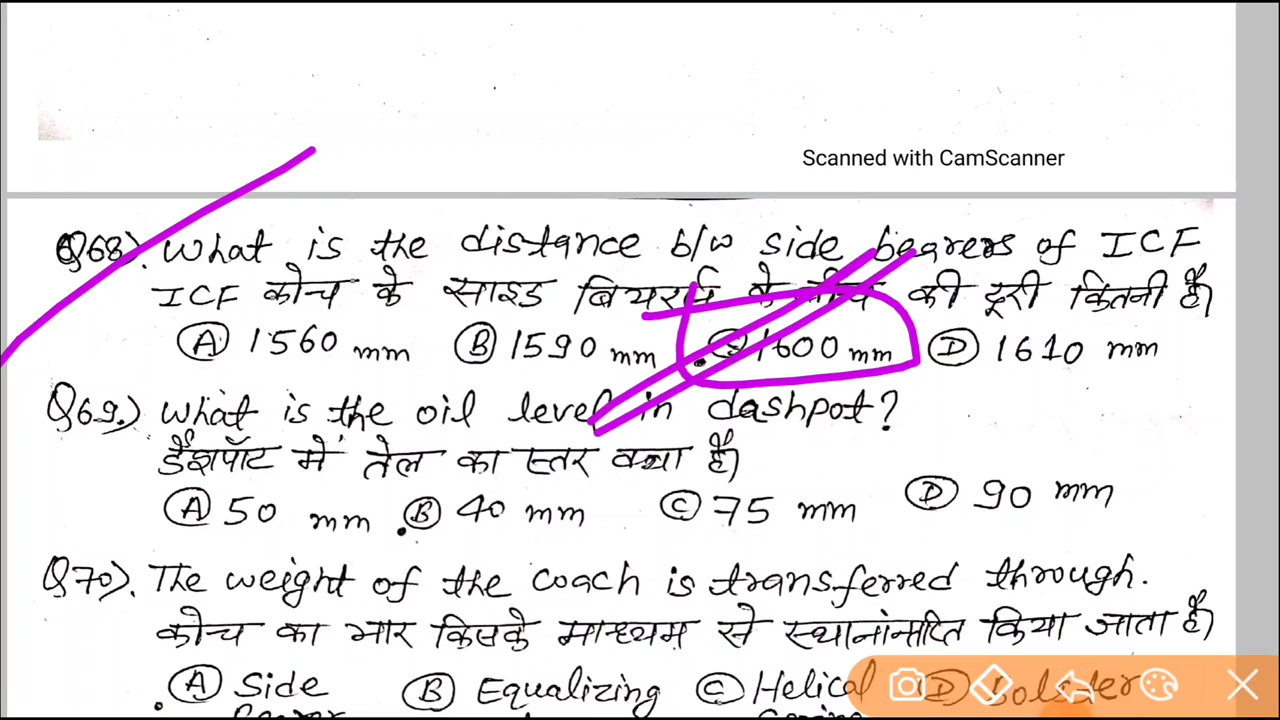 Scanned with CamScanner
Q68). What is the distance b/w side bearers of ICF
ICF कोच के साइड बियरर्स के बीच की दूरी कितनी है।
Ⓐ 1560 mm Ⓑ 1590 mm Ⓒ 1600 mm Ⓓ 1610 mm
Q69.) What is the oil level in dashpot?
डैशपॉट में तेल का स्तर क्या है।
Ⓐ 50 mm Ⓑ 40 mm Ⓒ 75 mm Ⓓ 90 mm
Q70). The weight of the coach is transferred through.
कोच का भार किसके माध्यम से स्थानांन्तरित किया जाता है।
Ⓐ Side Ⓑ Equalizing Ⓒ Helical Ⓓ Bolster